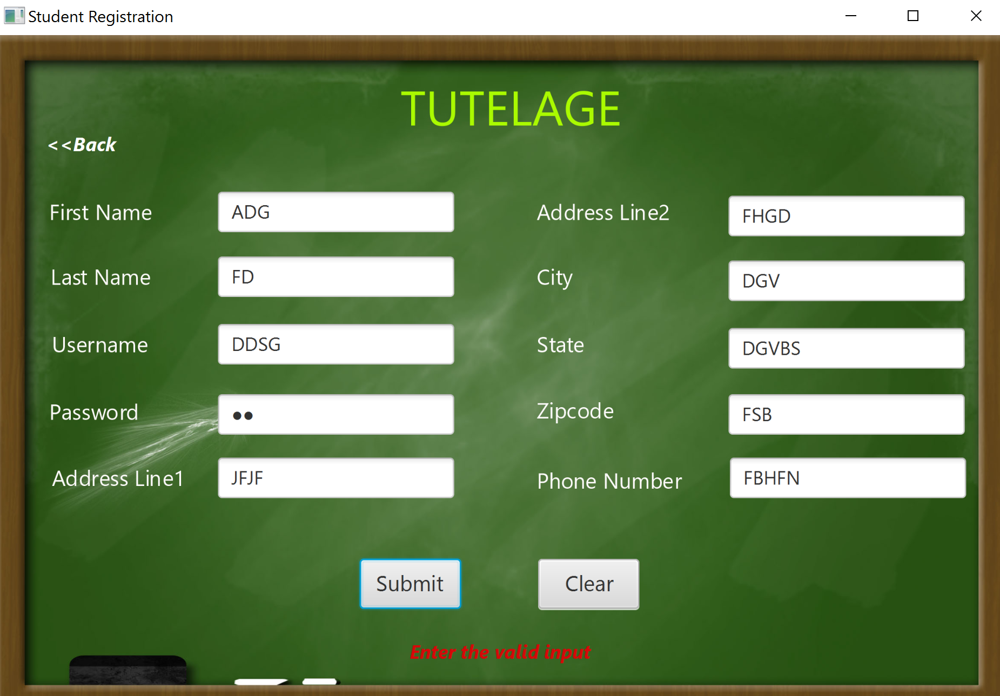 Student Registration
TUTELAGE
<<Back
First Name ADG Address Line2 FHGD
Last Name FD City DGV
Username DDSG State DGVBS
Password ●● Zipcode FSB
Address Line1 JFJF Phone Number FBHFN
Submit Clear
Enter the valid input